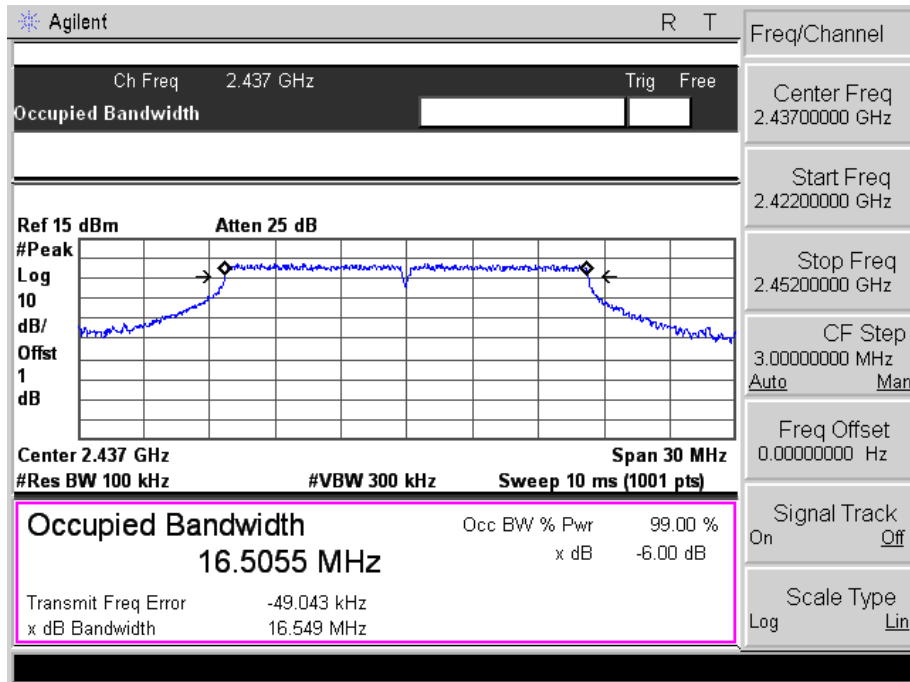 Agilent
R T
Ch Freq 2.437 GHz Trig Free
Occupied Bandwidth
Ref 15 dBm Atten 25 dB
#Peak
Log
10
dB/
Offst
1
dB
Center 2.437 GHz Span 30 MHz
#Res BW 100 kHz #VBW 300 kHz Sweep 10 ms (1001 pts)
Occupied Bandwidth
16.5055 MHz
Occ BW % Pwr 99.00 %
x dB -6.00 dB
Transmit Freq Error -49.043 kHz
x dB Bandwidth 16.549 MHz
Freq/Channel
Center Freq
2.43700000 GHz
Start Freq
2.42200000 GHz
Stop Freq
2.45200000 GHz
CF Step
3.00000000 MHz
Auto Man
Freq Offset
0.00000000 Hz
Signal Track
On Off
Scale Type
Log Lin